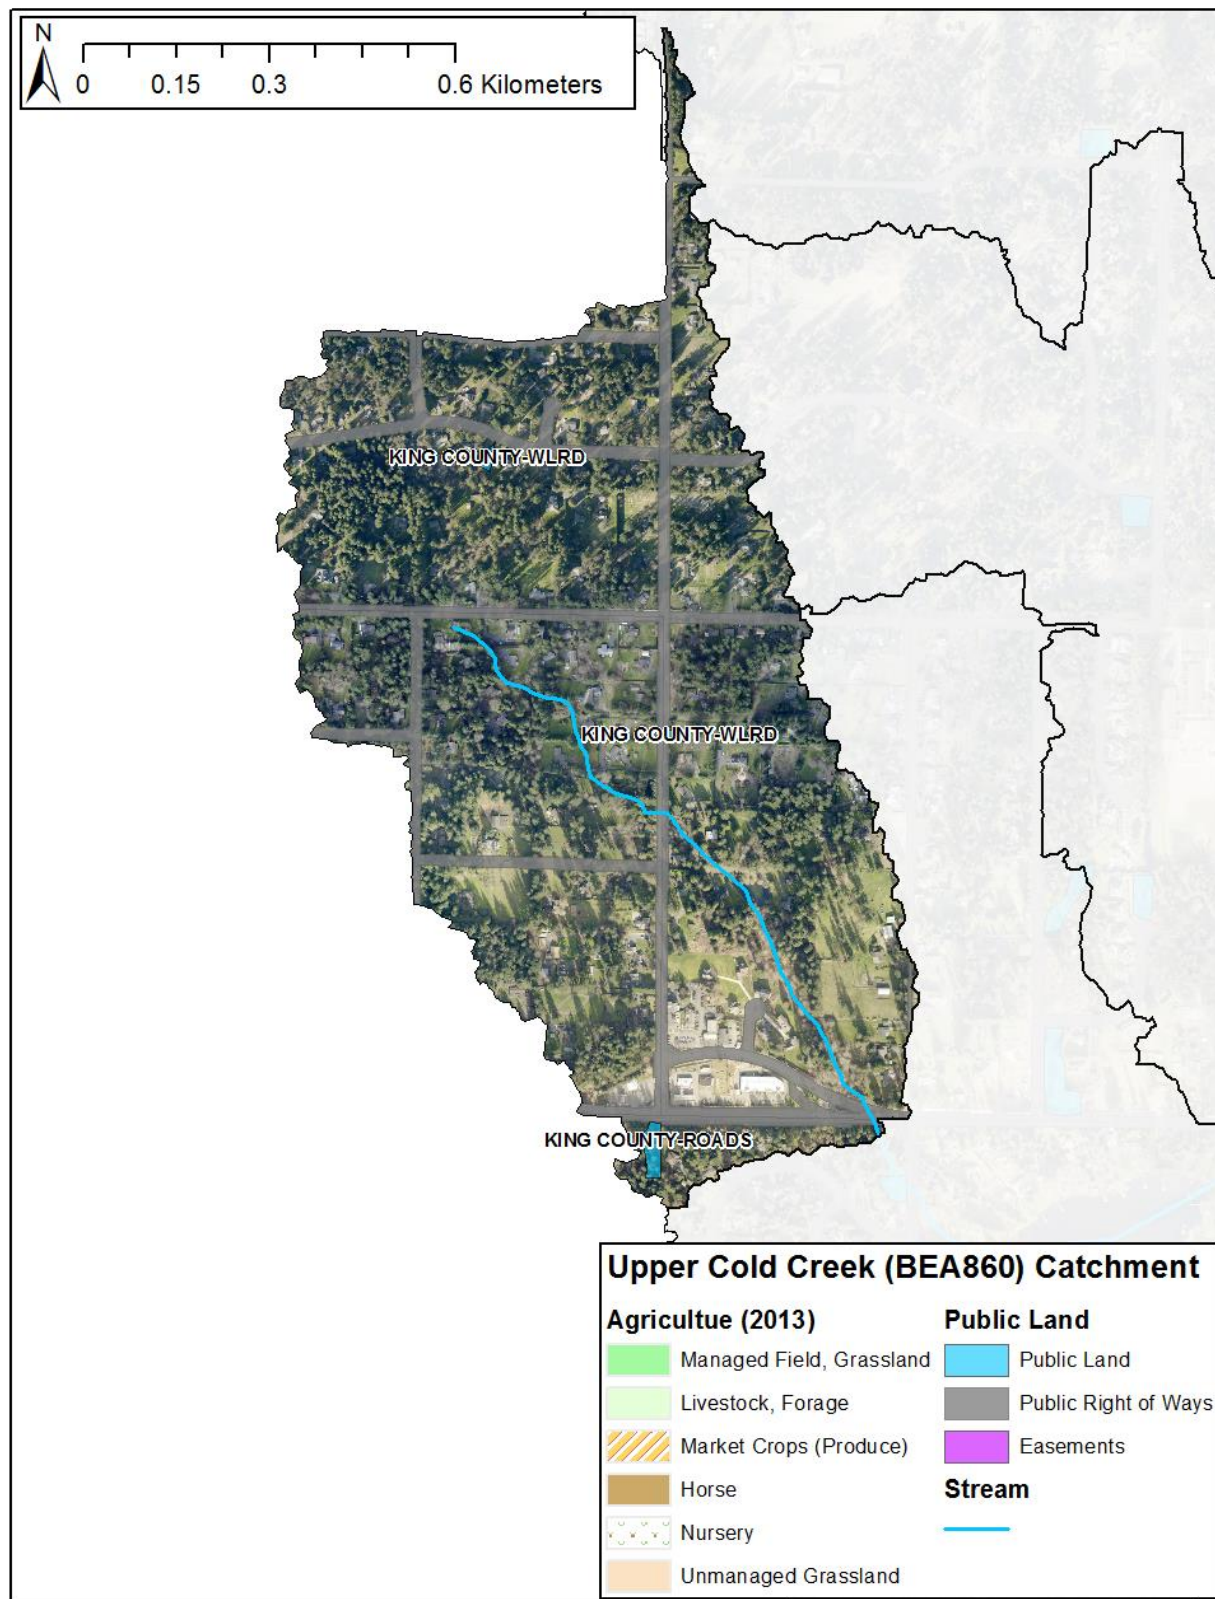 N
0 0.15 0.3 0.6 Kilometers
KING COUNTY-WLRD
KING COUNTY-WLRD
KING COUNTY-ROADS
Upper Cold Creek (BEA860) Catchment
Agricultue (2013)
Managed Field, Grassland
Livestock, Forage
Market Crops (Produce)
Horse
Nursery
Unmanaged Grassland
Public Land
Public Land
Public Right of Ways
Easements
Stream